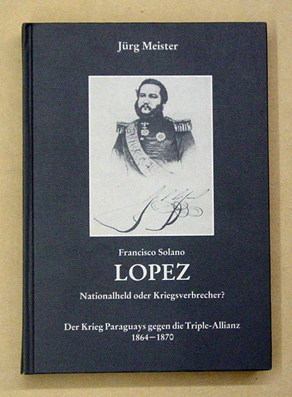 Jürg Meister
Francisco Solano
LOPEZ
Nationalheld oder Kriegsverbrecher?
Der Krieg Paraguays gegen die Triple-Allianz
1864–1870